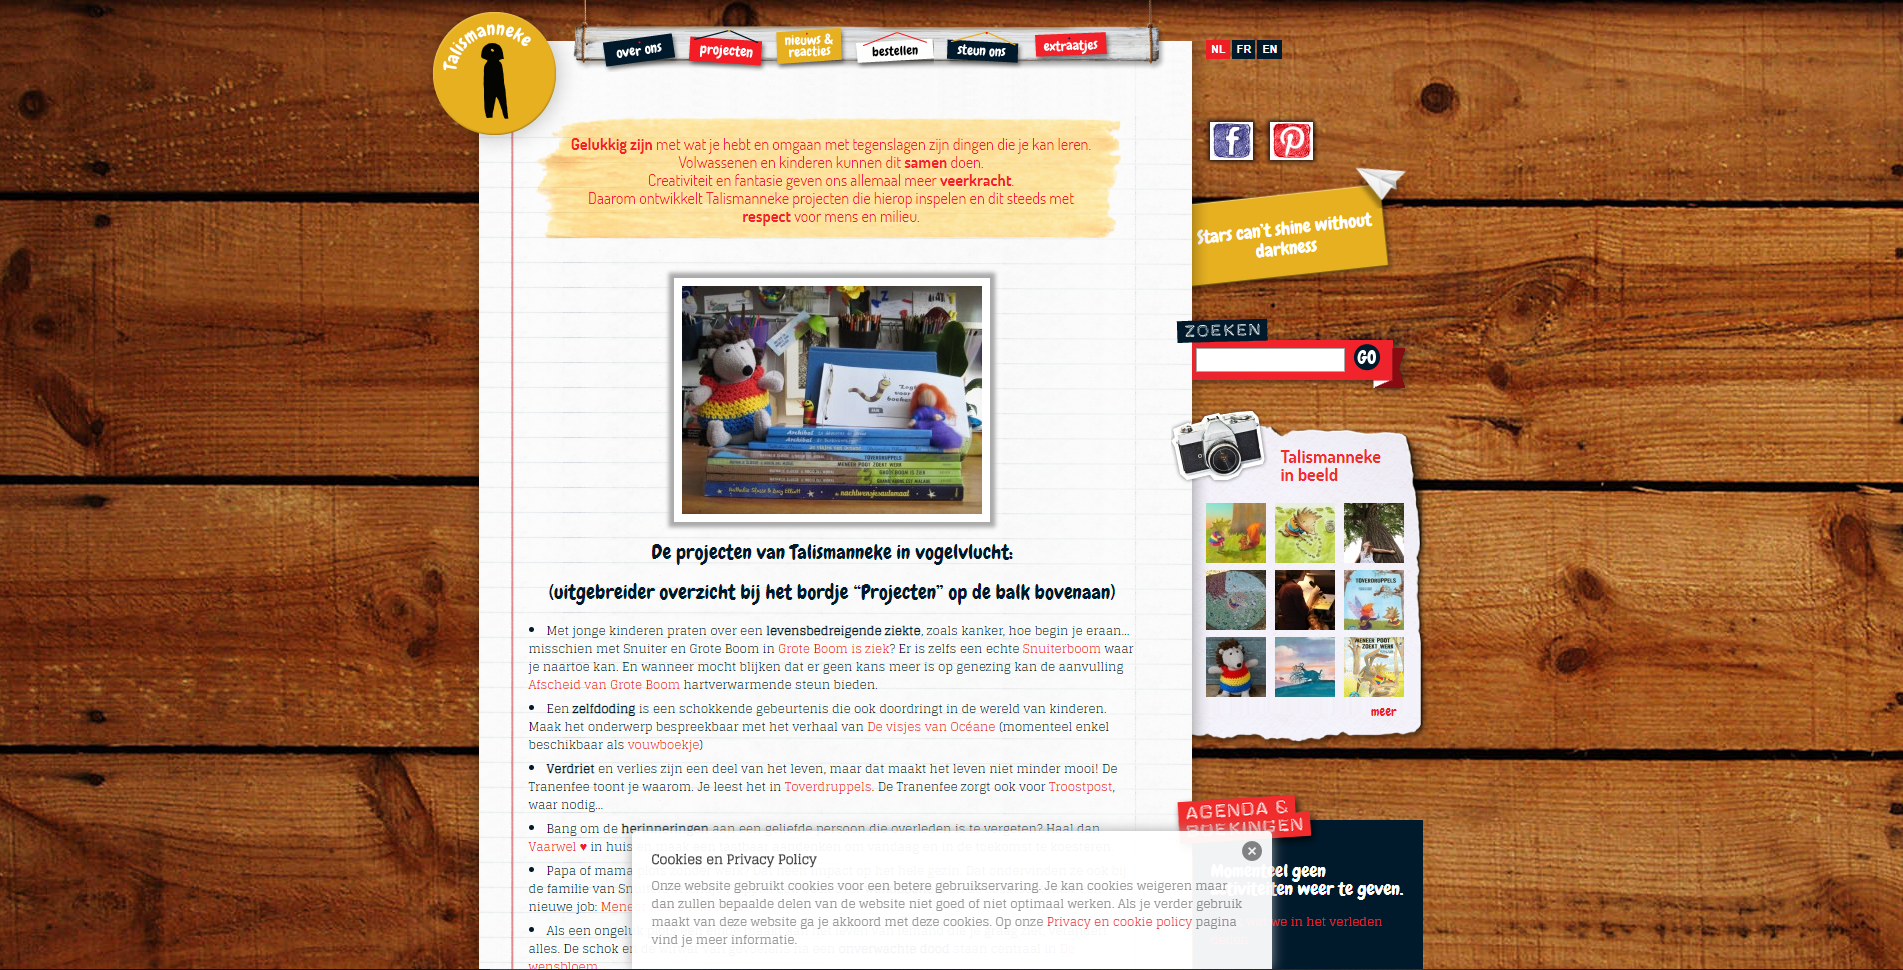 Talismanneke
over ons
projecten
nieuws &
reacties
bestellen
steun ons
extraatjes
NL FR EN
Gelukkig zijn met wat je hebt en omgaan met tegenslagen zijn dingen die je kan leren.
Volwassenen en kinderen kunnen dit samen doen.
Creativiteit en fantasie geven ons allemaal meer veerkracht.
Daarom ontwikkelt Talismanneke projecten die hierop inspelen en dit steeds met
respect voor mens en milieu.
Stars can't shine without
darkness
ZOEKEN
GO
Talismanneke
in beeld
TOVERDRUPPELS
MENEER POOT
ZOEKT WERK
meer
De projecten van Talismanneke in vogelvlucht:
(uitgebreider overzicht bij het bordje “Projecten” op de balk bovenaan)
• Met jonge kinderen praten over een levensbedreigende ziekte, zoals kanker, hoe begin je eraan...
misschien met Snuiter en Grote Boom in Grote Boom is ziek? Er is zelfs een echte Snuiterboom waar
je naartoe kan. En wanneer mocht blijken dat er geen kans meer is op genezing kan de aanvulling
Afscheid van Grote Boom hartverwarmende steun bieden.
• Een zelfdoding is een schokkende gebeurtenis die ook doordringt in de wereld van kinderen.
Maak het onderwerp bespreekbaar met het verhaal van De visjes van Océane (momenteel enkel
beschikbaar als vouwboekje)
• Verdriet en verlies zijn een deel van het leven, maar dat maakt het leven niet minder mooi! De
Tranenfee toont je waarom. Je leest het in Toverdruppels. De Tranenfee zorgt ook voor Troostpost,
waar nodig...
• Bang om de herinneringen aan een geliefde persoon die overleden is te vergeten? Haal dan
Vaarwel ♥ in huis
• Papa of mama
de familie van Sn
nieuwe job: Mene
• Als een ongeluk
alles. De schok en
wensbloem
AGENDA &
BOEKINGEN
Momenteel geen
activiteiten weer te geven.
we in het verleden
Cookies en Privacy Policy
Onze website gebruikt cookies voor een betere gebruikservaring. Je kan cookies weigeren maar
dan zullen bepaalde delen van de website niet goed of niet optimaal werken. Als je verder gebruik
maakt van deze website ga je akkoord met deze cookies. Op onze Privacy en cookie policy pagina
vind je meer informatie.